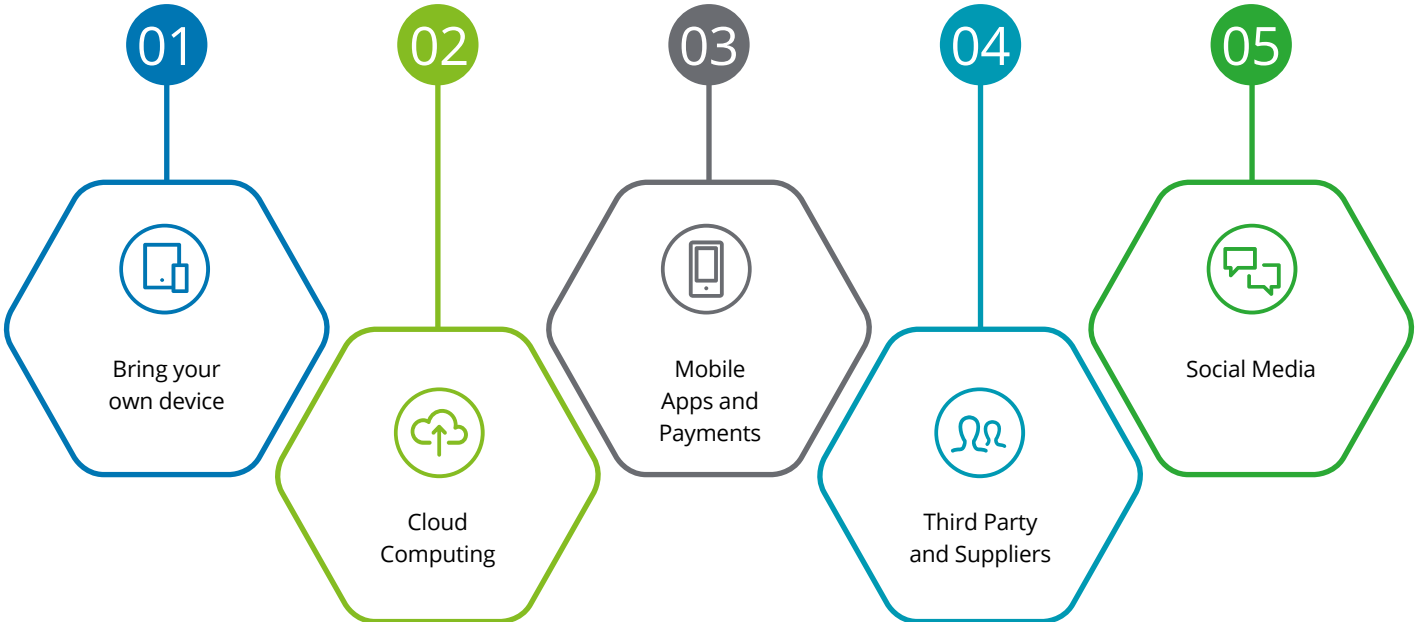 01
Bring your
own device
02
Cloud
Computing
03
Mobile
Apps and
Payments
04
Third Party
and Suppliers
05
Social Media